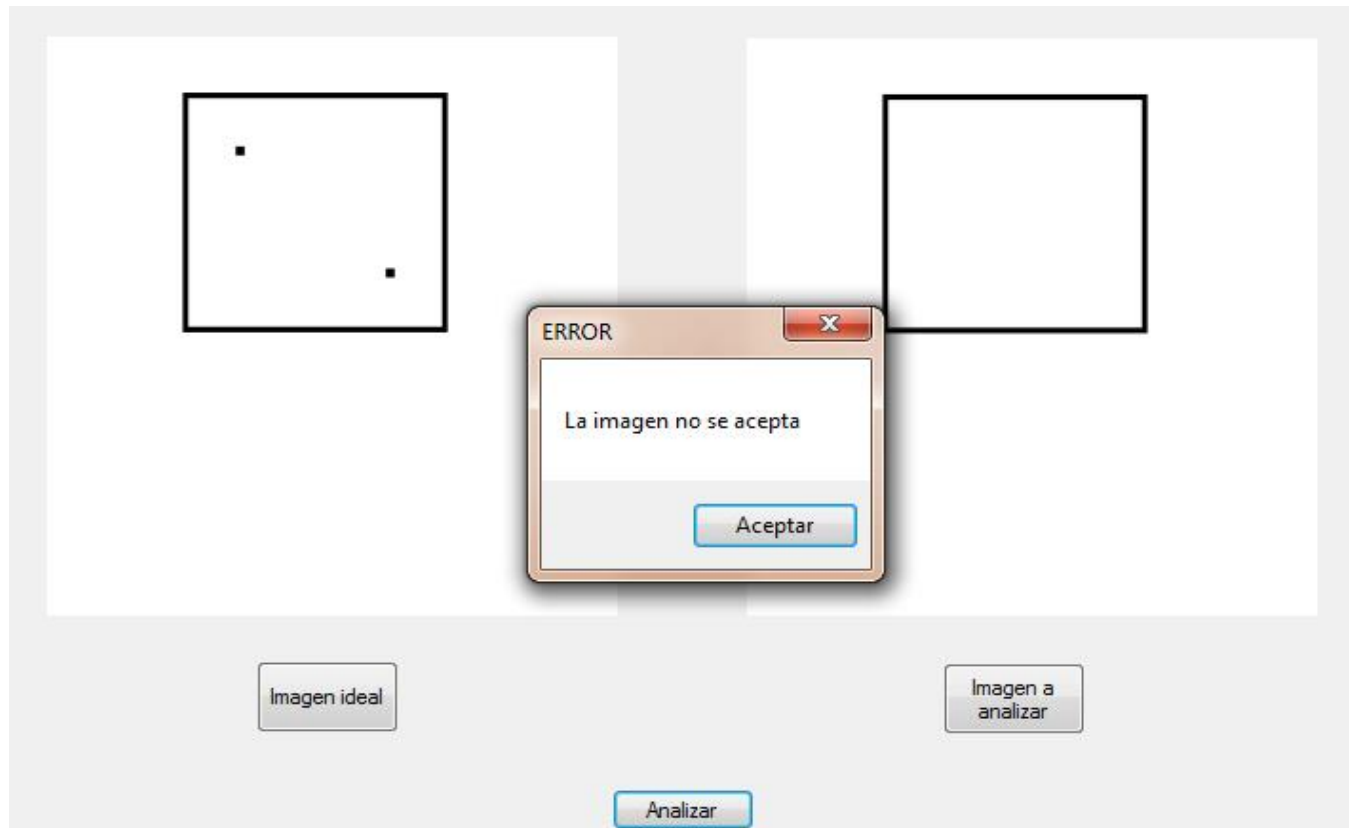 ERROR
La imagen no se acepta
Aceptar
Imagen ideal
Imagen a
analizar
Analizar